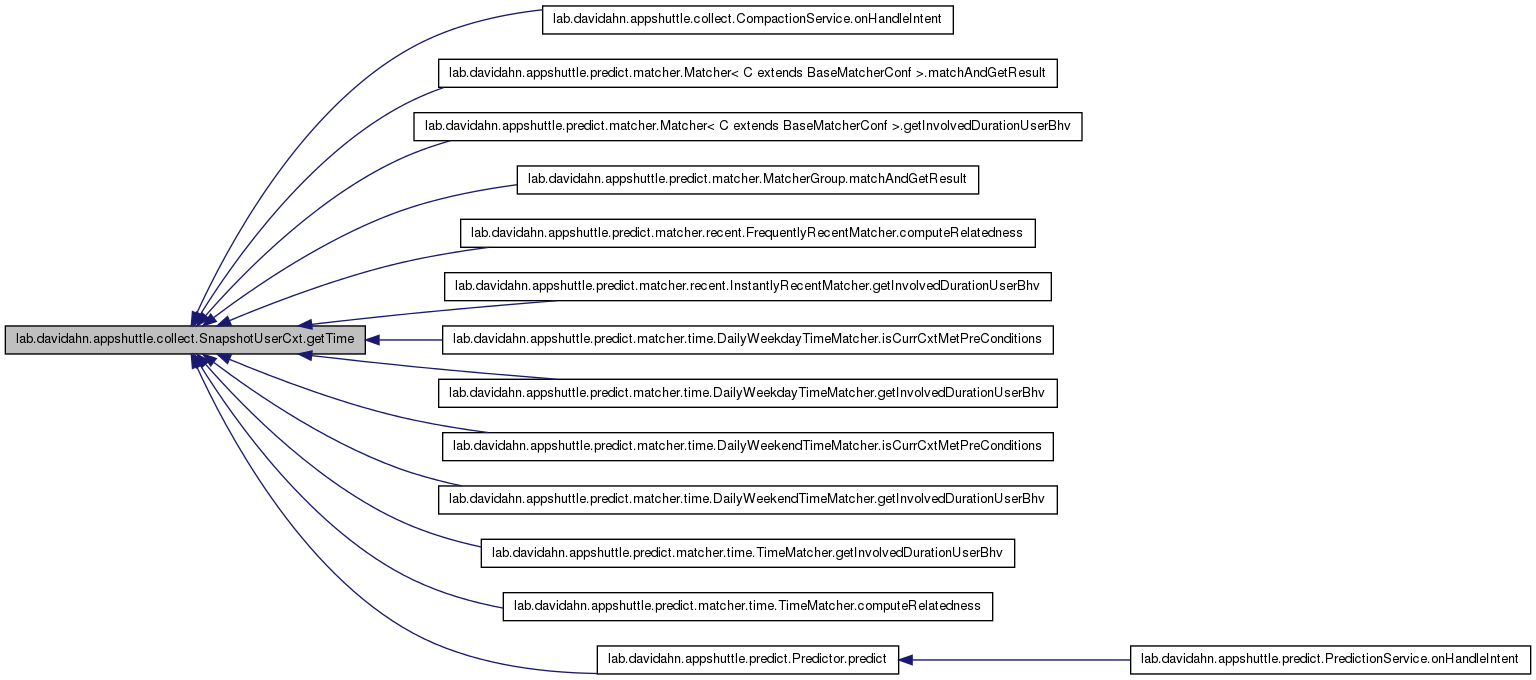 lab.davidahn.appshuttle.collect.CompactionService.onHandleIntent
lab.davidahn.appshuttle.predict.matcher.Matcher< C extends BaseMatcherConf >.matchAndGetResult
lab.davidahn.appshuttle.predict.matcher.Matcher< C extends BaseMatcherConf >.getInvolvedDurationUserBhv
lab.davidahn.appshuttle.predict.matcher.MatcherGroup.matchAndGetResult
lab.davidahn.appshuttle.predict.matcher.recent.FrequentlyRecentMatcher.computeRelatedness
lab.davidahn.appshuttle.predict.matcher.recent.InstantlyRecentMatcher.getInvolvedDurationUserBhv
lab.davidahn.appshuttle.collect.SnapshotUserCxt.getTime
lab.davidahn.appshuttle.predict.matcher.time.DailyWeekdayTimeMatcher.isCurrCxtMetPreConditions
lab.davidahn.appshuttle.predict.matcher.time.DailyWeekdayTimeMatcher.getInvolvedDurationUserBhv
lab.davidahn.appshuttle.predict.matcher.time.DailyWeekendTimeMatcher.isCurrCxtMetPreConditions
lab.davidahn.appshuttle.predict.matcher.time.DailyWeekendTimeMatcher.getInvolvedDurationUserBhv
lab.davidahn.appshuttle.predict.matcher.time.TimeMatcher.getInvolvedDurationUserBhv
lab.davidahn.appshuttle.predict.matcher.time.TimeMatcher.computeRelatedness
lab.davidahn.appshuttle.predict.Predictor.predict
lab.davidahn.appshuttle.predict.PredictionService.onHandleIntent